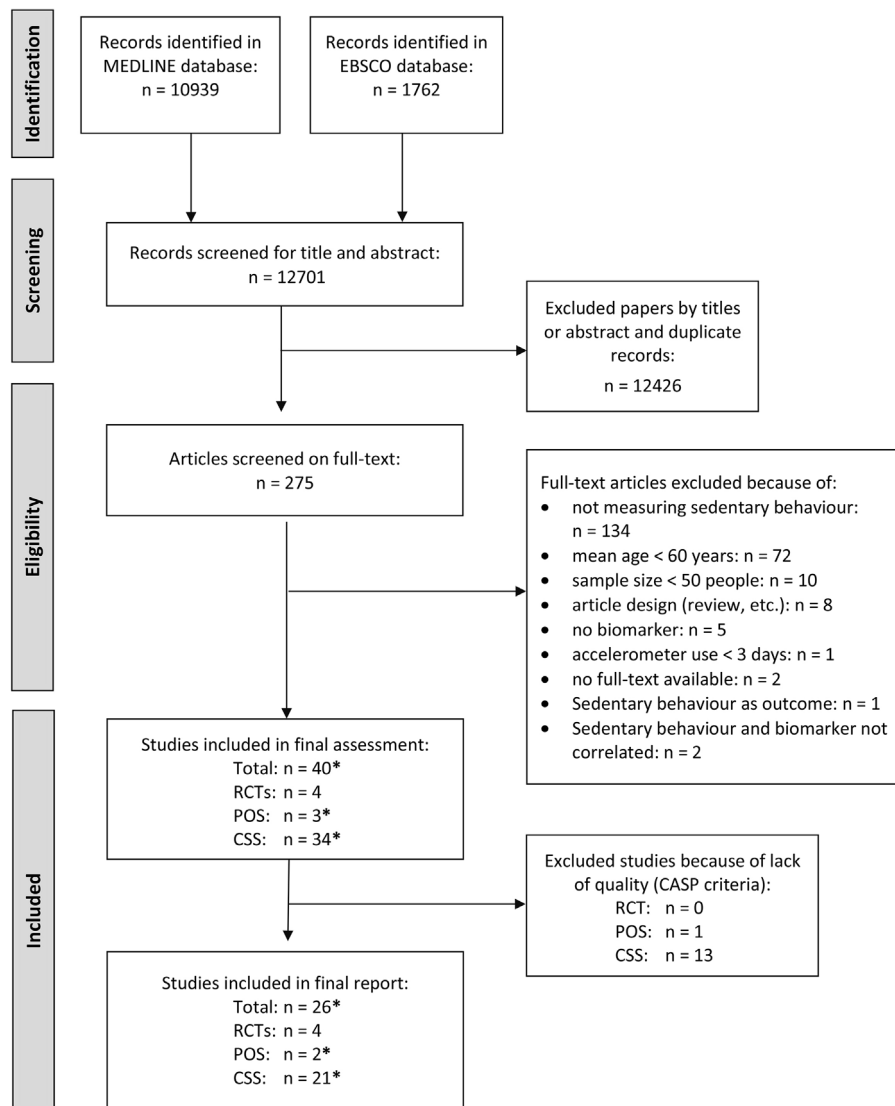 Identification
Records identified in
MEDLINE database:
n = 10939
Records identified in
EBSCO database:
n = 1762
Screening
Records screened for title and abstract:
n = 12701
Excluded papers by titles
or abstract and duplicate
records:
n = 12426
Eligibility
Articles screened on full-text:
n = 275
Full-text articles excluded because of:
• not measuring sedentary behaviour:
n = 134
• mean age < 60 years: n = 72
• sample size < 50 people: n = 10
• article design (review, etc.): n = 8
• no biomarker: n = 5
• accelerometer use < 3 days: n = 1
• no full-text available: n = 2
• Sedentary behaviour as outcome: n = 1
• Sedentary behaviour and biomarker not
correlated: n = 2
Included
Studies included in final assessment:
Total: n = 40*
RCTs: n = 4
POS: n = 3*
CSS: n = 34*
Excluded studies because of lack
of quality (CASP criteria):
RCT: n = 0
POS: n = 1
CSS: n = 13
Studies included in final report:
Total: n = 26*
RCTs: n = 4
POS: n = 2*
CSS: n = 21*